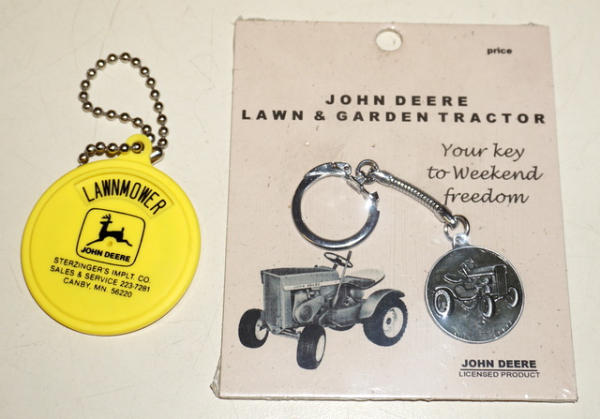 LAWNMOWER
JOHN DEERE
STERZINGER'S IMPLT. CO.
SALES & SERVICE 223-7281
CANBY, MN. 56220
price
JOHN DEERE
LAWN & GARDEN TRACTOR
Your key
to Weekend
freedom
JOHN DEERE
LICENSED PRODUCT